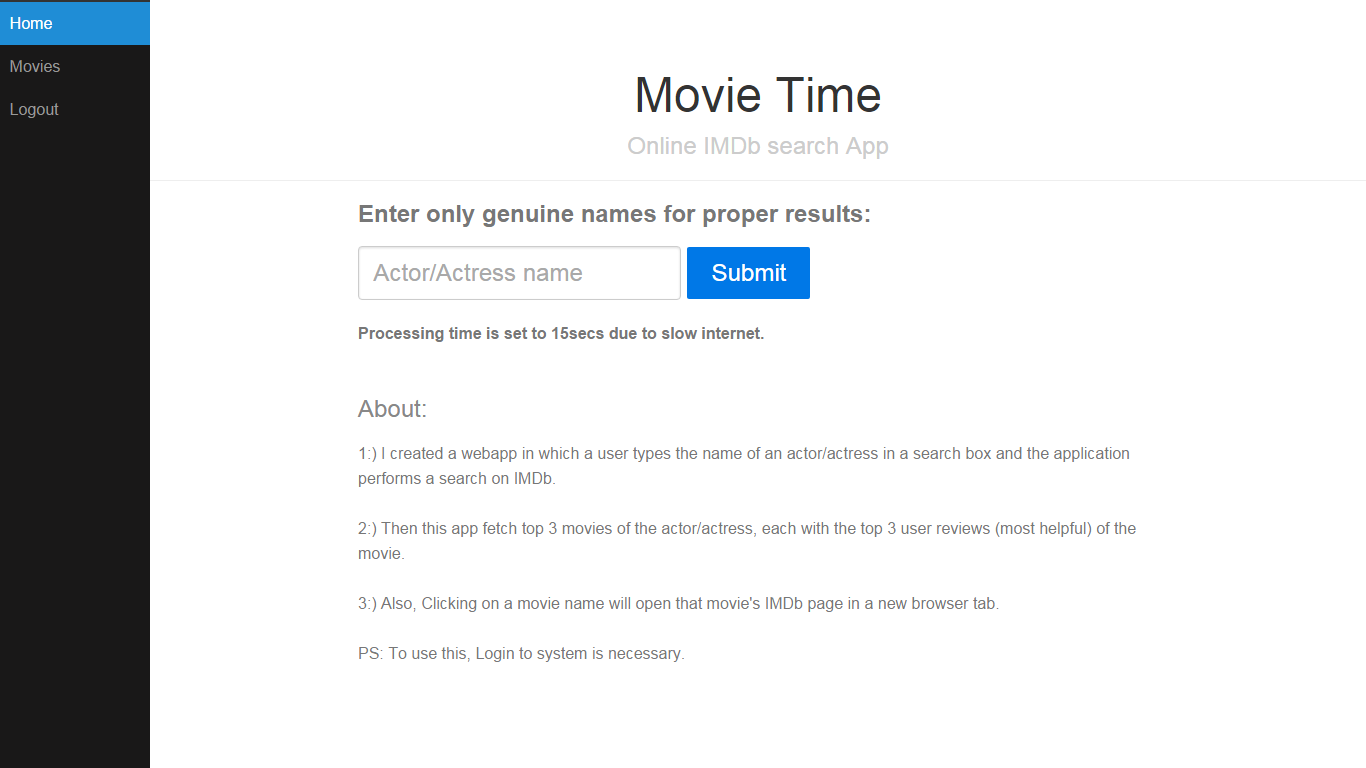 Home
Movies
Logout
Movie Time
Online IMDb search App
Enter only genuine names for proper results:
Actor/Actress name
Submit
Processing time is set to 15secs due to slow internet.
About:
1:) I created a webapp in which a user types the name of an actor/actress in a search box and the application
performs a search on IMDb.
2:) Then this app fetch top 3 movies of the actor/actress, each with the top 3 user reviews (most helpful) of the
movie.
3:) Also, Clicking on a movie name will open that movie's IMDb page in a new browser tab.
PS: To use this, Login to system is necessary.